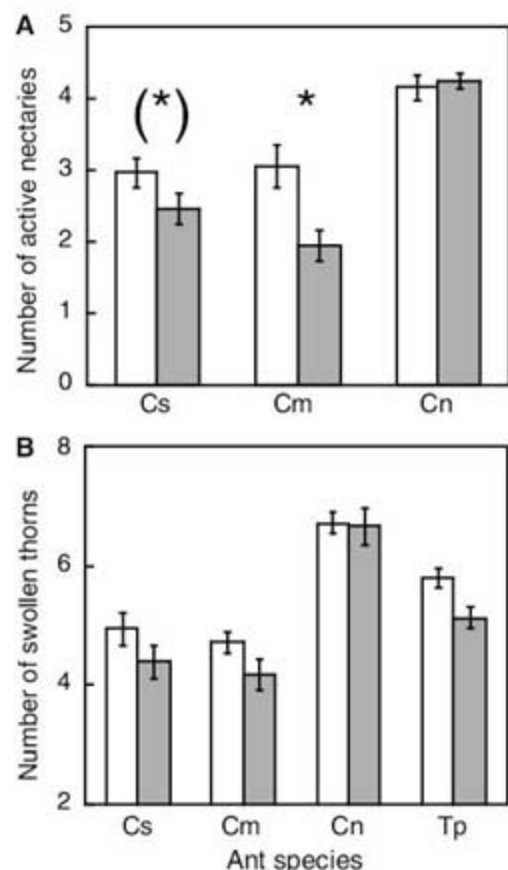 A
Number of active nectaries
5
4
3
2
1
0
(*)
*
Cs Cm Cn
B
Number of swollen thorns
8
6
4
2
Cs Cm Cn Tp
Ant species